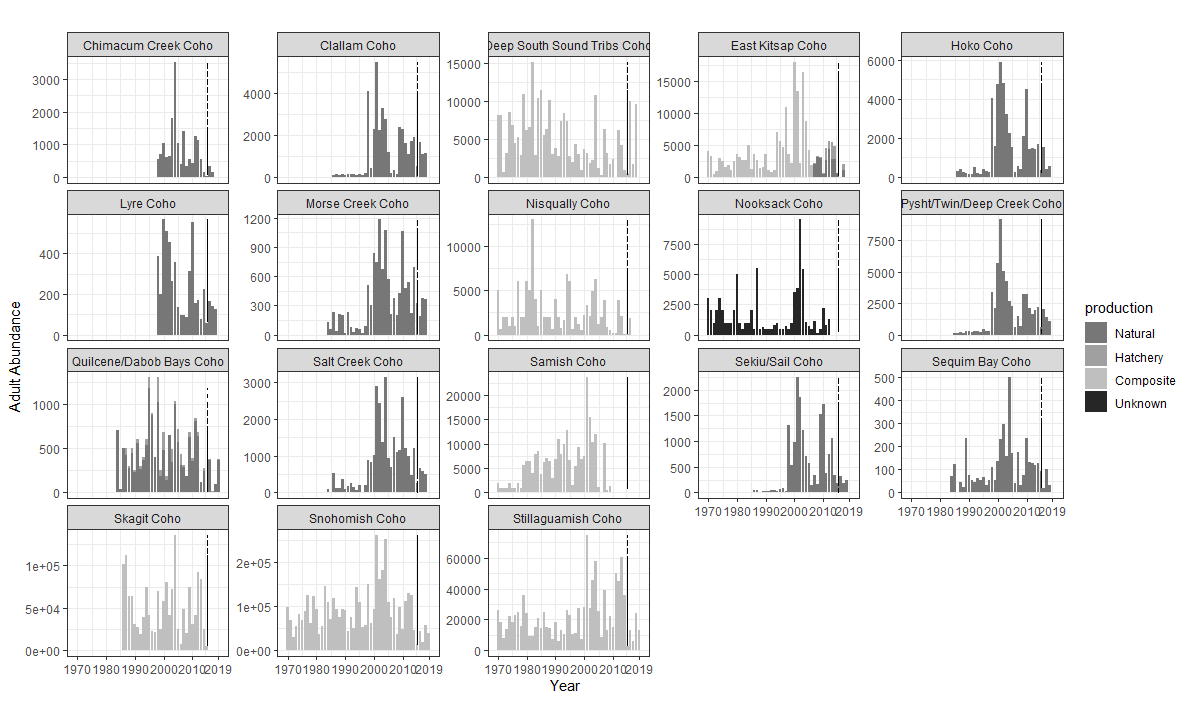 Chimacum Creek Coho
Clallam Coho
Deep South Sound Tribs Coho
East Kitsap Coho
Hoko Coho
3000
2000
1000
0
4000
2000
0
15000
10000
5000
0
15000
10000
5000
0
6000
4000
2000
0
Lyre Coho
Morse Creek Coho
Nisqually Coho
Nooksack Coho
Pysht/Twin/Deep Creek Coho
400
200
0
1200
900
600
300
0
10000
5000
0
7500
5000
2500
0
7500
5000
2500
0
Quilcene/Dabob Bays Coho
Salt Creek Coho
Samish Coho
Sekiu/Sail Coho
Sequim Bay Coho
1000
500
0
3000
2000
1000
0
20000
15000
10000
5000
0
2000
1500
1000
500
0
500
400
300
200
100
0
1970 1980 1990 2000 2010 2019
1970 1980 1990 2000 2010 2019
Skagit Coho
Snohomish Coho
Stillaguamish Coho
1e+05
5e+04
0e+00
2e+05
1e+05
0e+00
60000
40000
20000
0
1970 1980 1990 2000 2010 2019
1970 1980 1990 2000 2010 2019
1970 1980 1990 2000 2010 2019
Year
Adult Abundance
production
Natural
Hatchery
Composite
Unknown